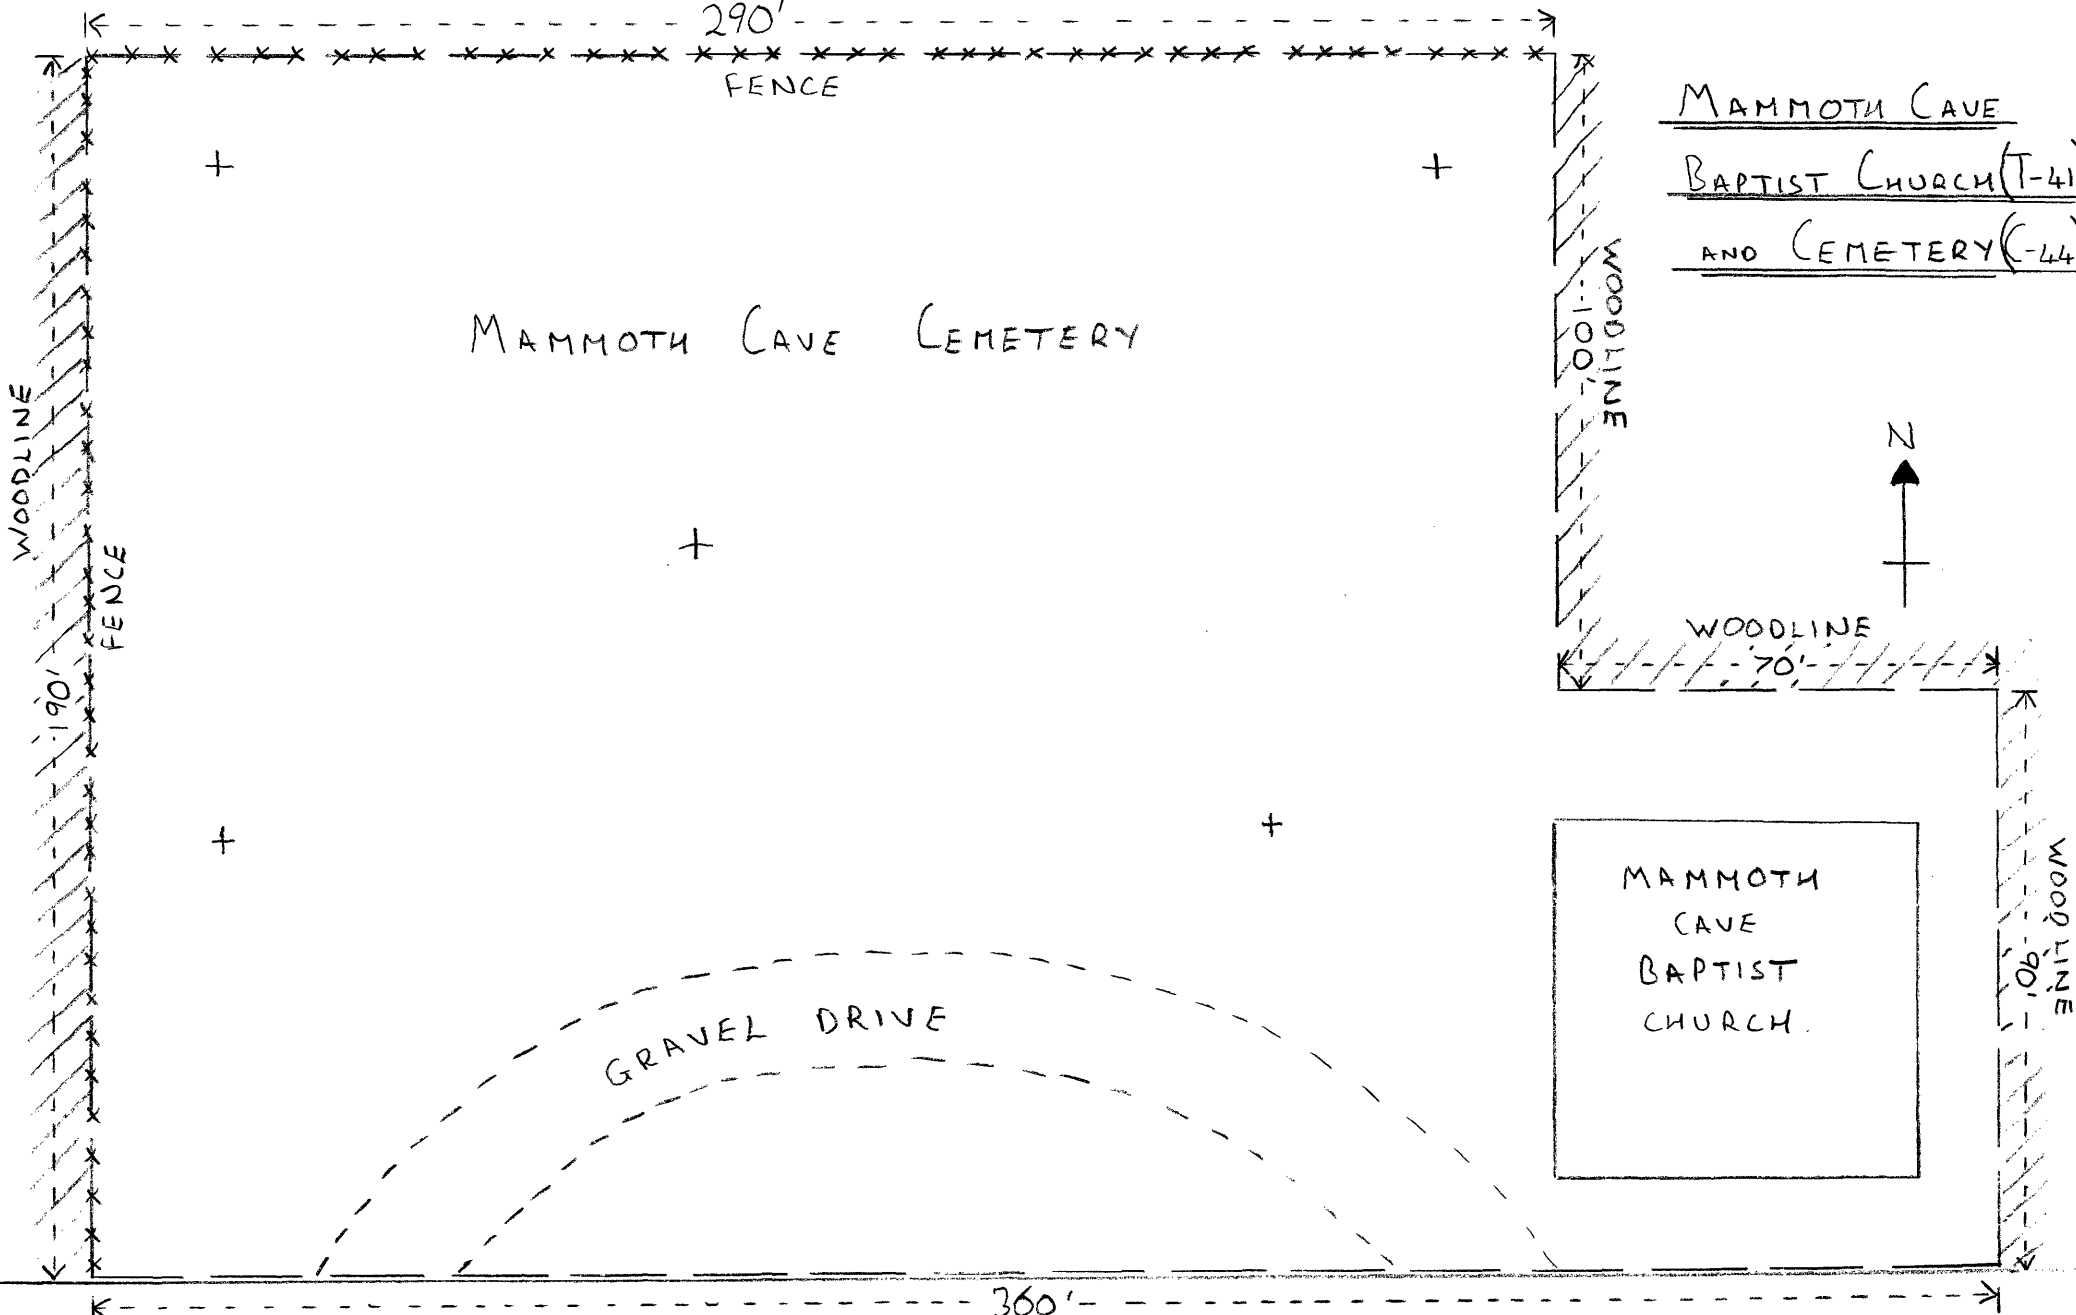 290'
FENCE
MAMMOTH CAVE
BAPTIST CHURCH (T-41)
AND CEMETERY (C-44)
MAMMOTH CAVE CEMETERY
WOODLINE
100'
WOODLINE
FENCE
190'
N
WOODLINE
70'
MAMMOTH
CAVE
BAPTIST
CHURCH.
WOODLINE
90'
GRAVEL DRIVE
360'